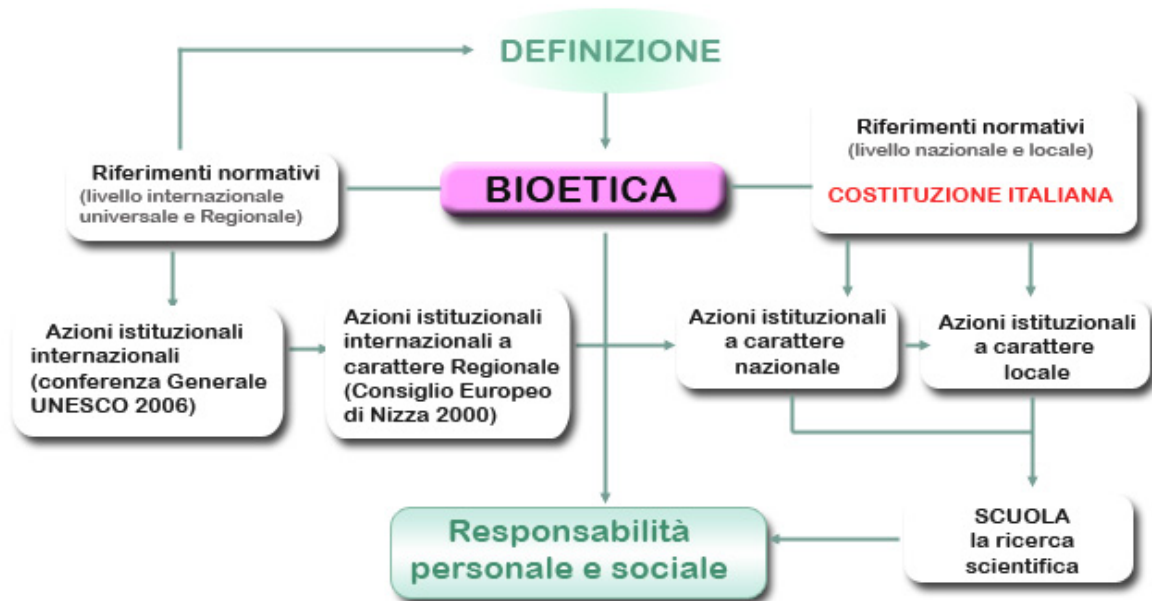 DEFINIZIONE
Riferimenti normativi
(livello internazionale
universale e Regionale)
BIOETICA
Riferimenti normativi
(livello nazionale e locale)
COSTITUZIONE ITALIANA
Azioni istituzionali
internazionali
(conferenza Generale
UNESCO 2006)
Azioni istituzionali
internazionali a
carattere Regionale
(Consiglio Europeo
di Nizza 2000)
Azioni istituzionali
a carattere
nazionale
Azioni istituzionali
a carattere
locale
Responsabilità
personale e sociale
SCUOLA
la ricerca
scientifica